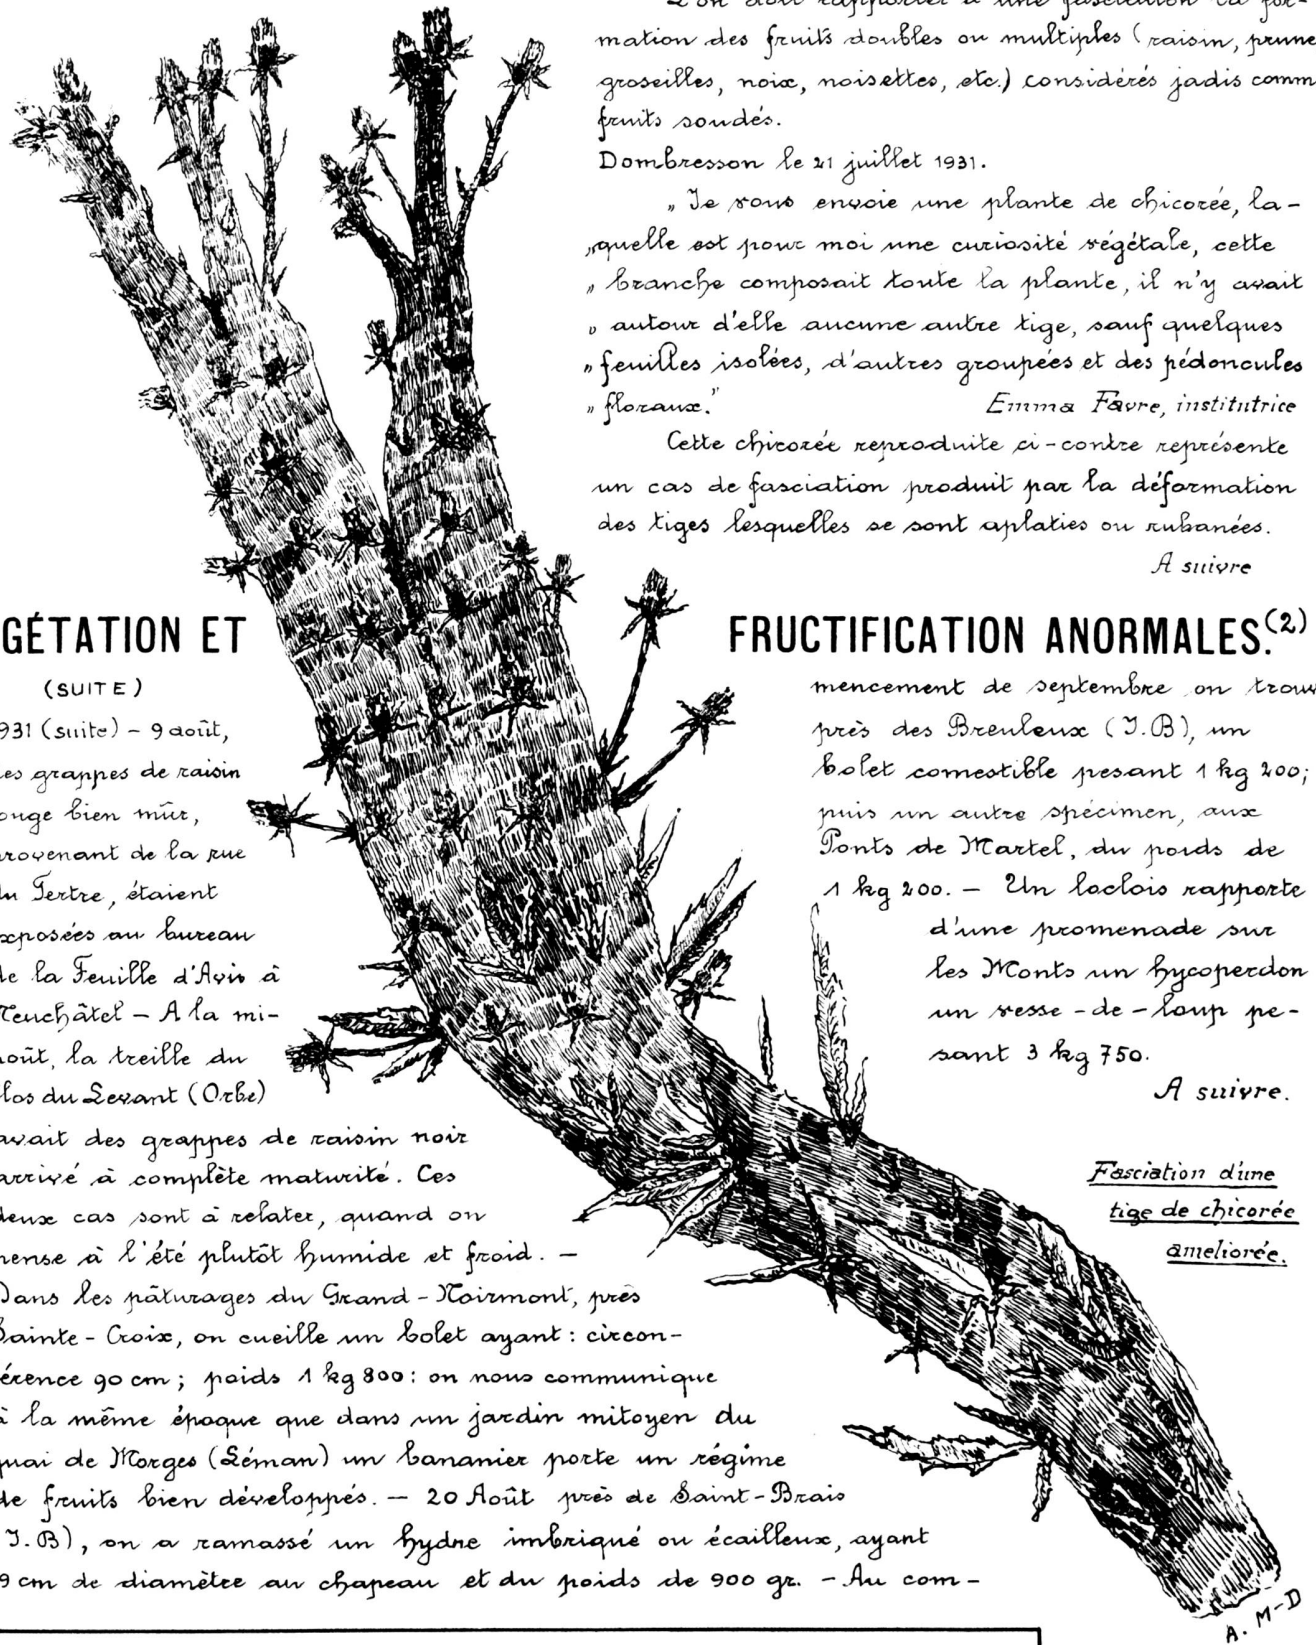 mation des fruits doubles ou multiples (raisin, prune
groseilles, noix, noisettes, etc.) considérés jadis comm
fruits soudés.
Dombresson le 21 juillet 1931.
„ Je vous envoie une plante de chicorée, la-
„quelle est pour moi une curiosité végétale, cette
„ branche composait toute la plante, il n'y avait
„ autour d'elle aucune autre tige, sauf quelques
„ feuilles isolées, d'autres groupées et des pédoncules
„ floraux."
Emma Favre, institutrice
Cette chicorée reproduite ci-contre représente
un cas de fasciation produit par la déformation
des tiges lesquelles se sont aplaties ou rubanées.
A suivre
GÉTATION ET FRUCTIFICATION ANORMALES.(2)
(SUITE)
931 (suite) – 9 août,
es grappes de raisin
ouge bien mûr,
rovenant de la rue
du Tertre, étaient
xposées au bureau
de la Feuille d'Avis à
Neuchâtel – A la mi-
août, la treille du
los du Levant (Orbe)
avait des grappes de raisin noir
arrivé à complète maturité. Ces
deux cas sont à relater, quand on
pense à l'été plutôt humide et froid. –
Dans les pâturages du Grand-Noirmont, près
Sainte-Croix, on cueille un bolet ayant : circon-
férence 90 cm ; poids 1 kg 800 : on nous communique
à la même époque que dans un jardin mitoyen du
quai de Morges (Léman) un bananier porte un régime
de fruits bien développés. – 20 Août près de Saint-Brais
J.B), on a ramassé un hydne imbriqué ou écailleux, ayant
9 cm de diamètre au chapeau et du poids de 900 gr. – Au com-
mencement de septembre on trouv
près des Breuleux (J.B), un
bolet comestible pesant 1 kg 200;
puis un autre spécimen, aux
Ponts de Martel, du poids de
1 kg 200. – Un loclois rapporte
d'une promenade sur
les Monts un hycoperdon
un vesse-de-loup pe-
sant 3 kg 750.
A suivre.
Fasciation d'une
tige de chicorée
ameliorée.
A. M-D